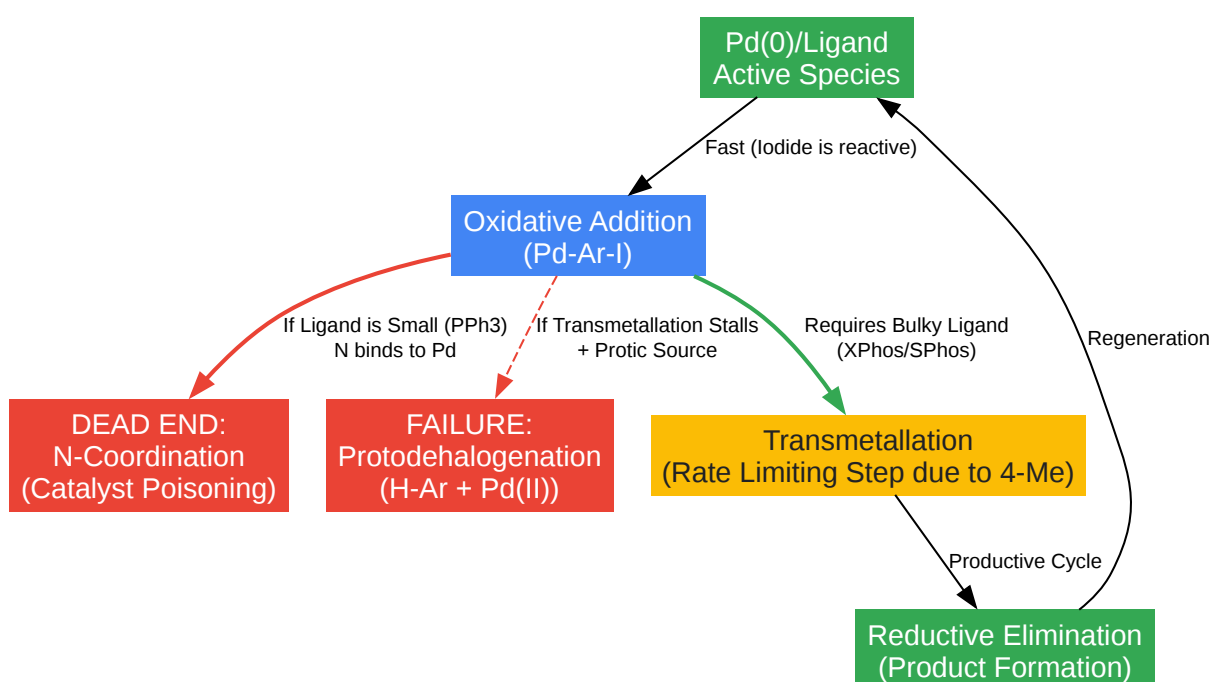 Pd(0)/Ligand
Active Species
Fast (Iodide is reactive)
Oxidative Addition
(Pd-Ar-I)
If Ligand is Small (PPh3)
N binds to Pd
If Transmetallation Stalls
+ Protic Source
Requires Bulky Ligand
(XPhos/SPhos)
Regeneration
DEAD END:
N-Coordination
(Catalyst Poisoning)
FAILURE:
Protodehalogenation
(H-Ar + Pd(II))
Transmetallation
(Rate Limiting Step due to 4-Me)
Productive Cycle
Reductive Elimination
(Product Formation)